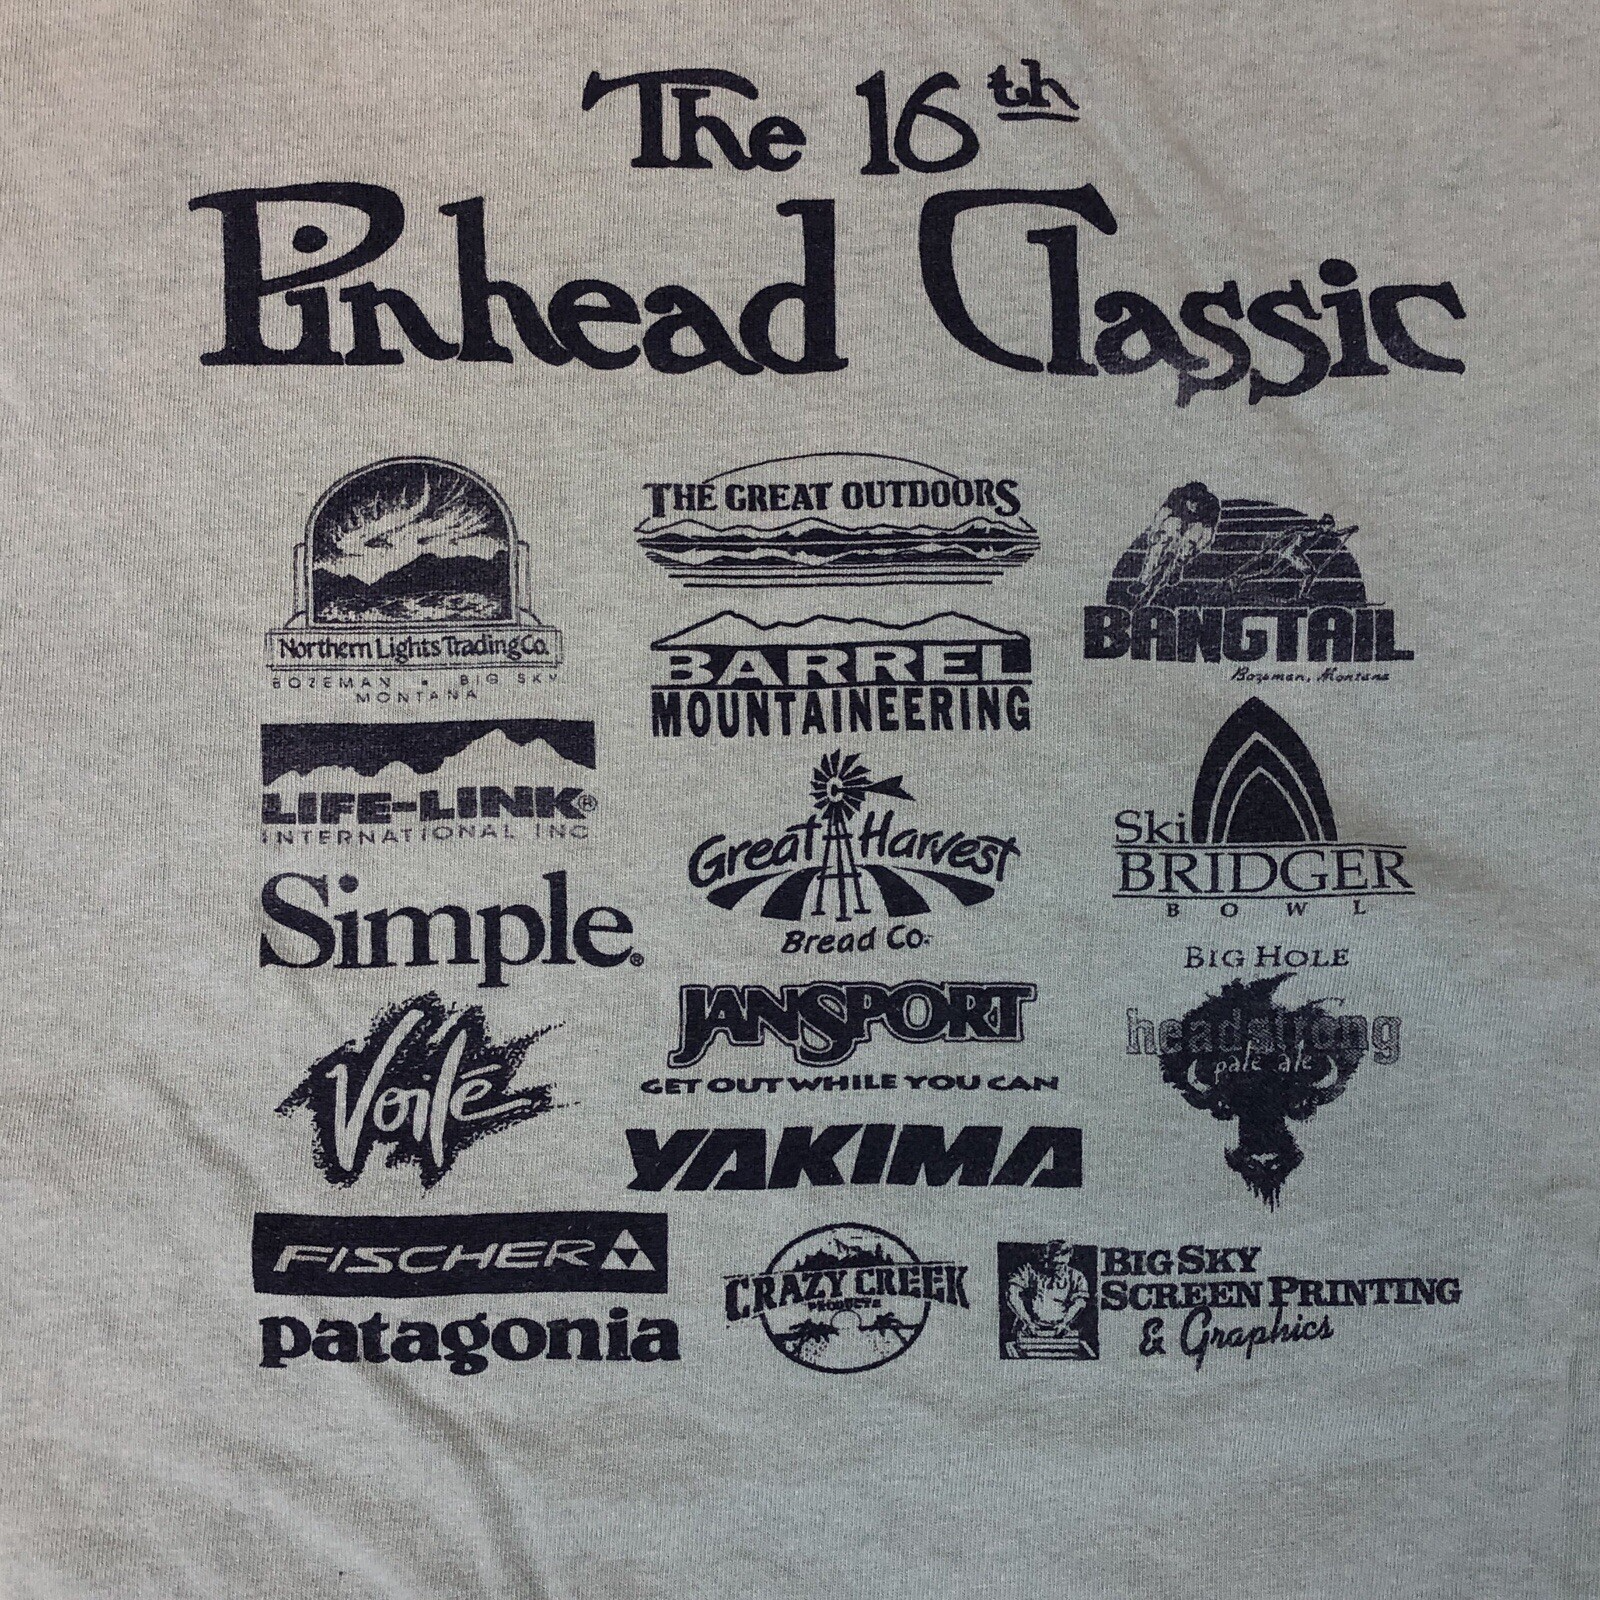 The 16th
Pinhead Classic
Northern Lights Trading Co.
BOZEMAN • BIG SKY
MONTANA
THE GREAT OUTDOORS
BANGTAIL
Bozeman, Montana
BARREL
MOUNTAINEERING
LIFE-LINK®
INTERNATIONAL INC
Great Harvest
Bread Co.
Ski
BRIDGER
BOWL
Simple®
BIG HOLE
headstrong
pale ale
JANSPORT
GET OUT WHILE YOU CAN
Voilé
YAKIMA
FISCHER
CRAZY CREEK
PRODUCTS
BIG SKY
SCREEN PRINTING
& Graphics
patagonia